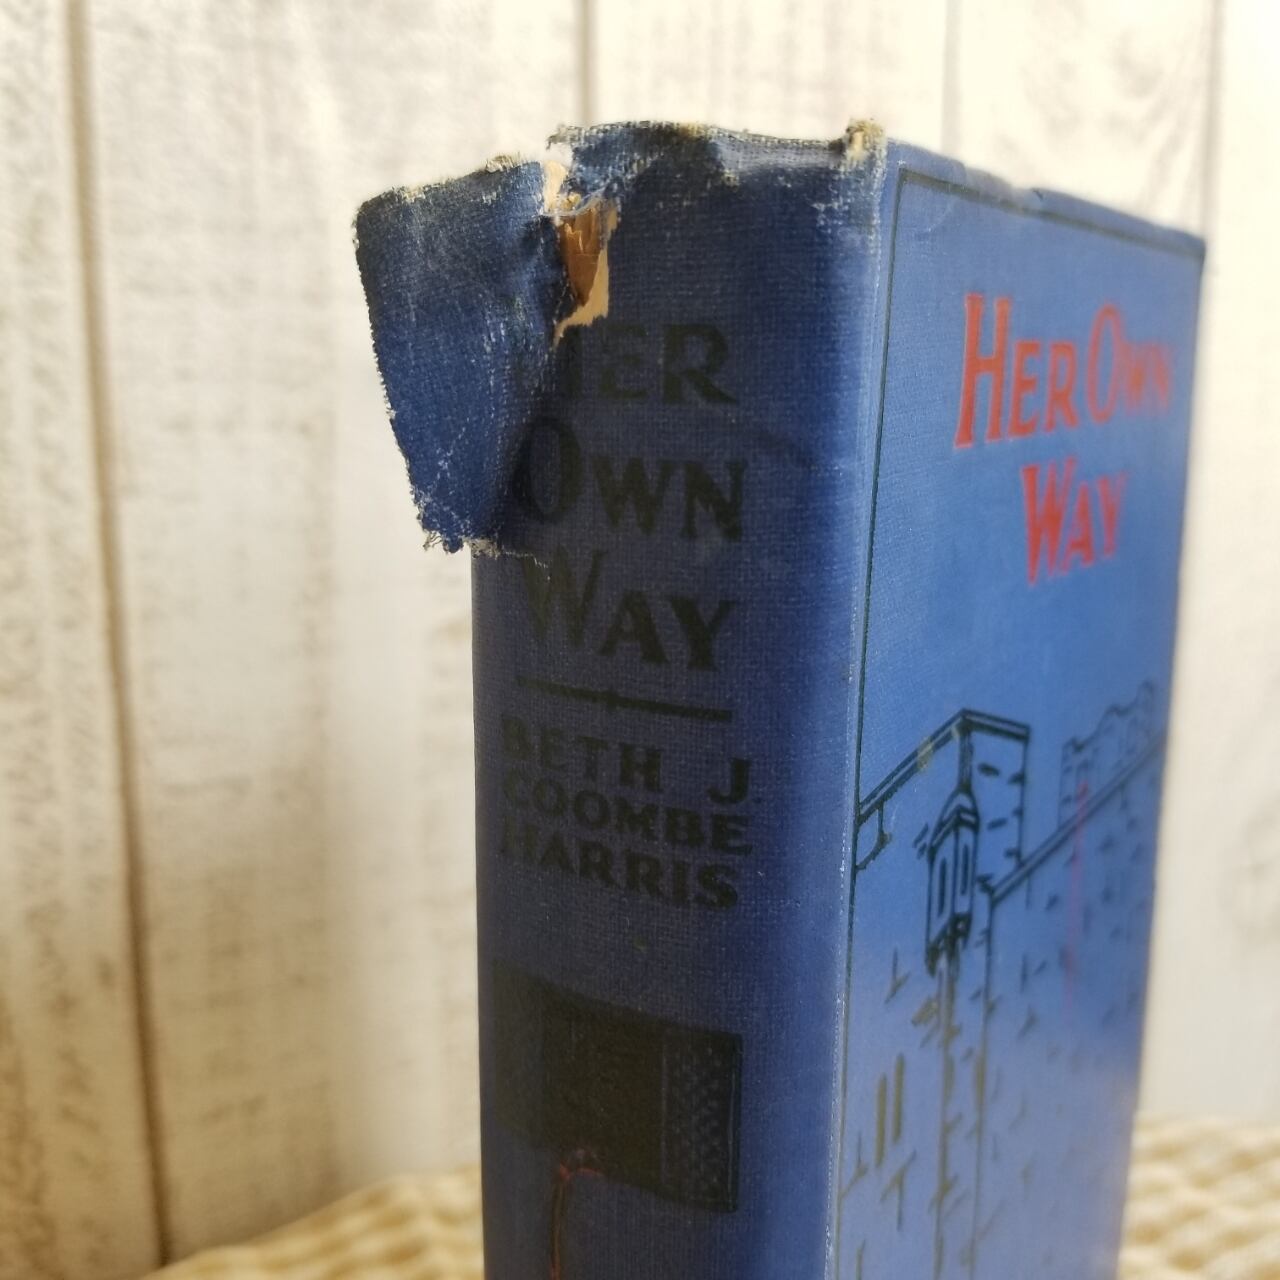 HER
OWN
WAY
BETH J.
COOMBE
HARRIS
HER OWN
WAY